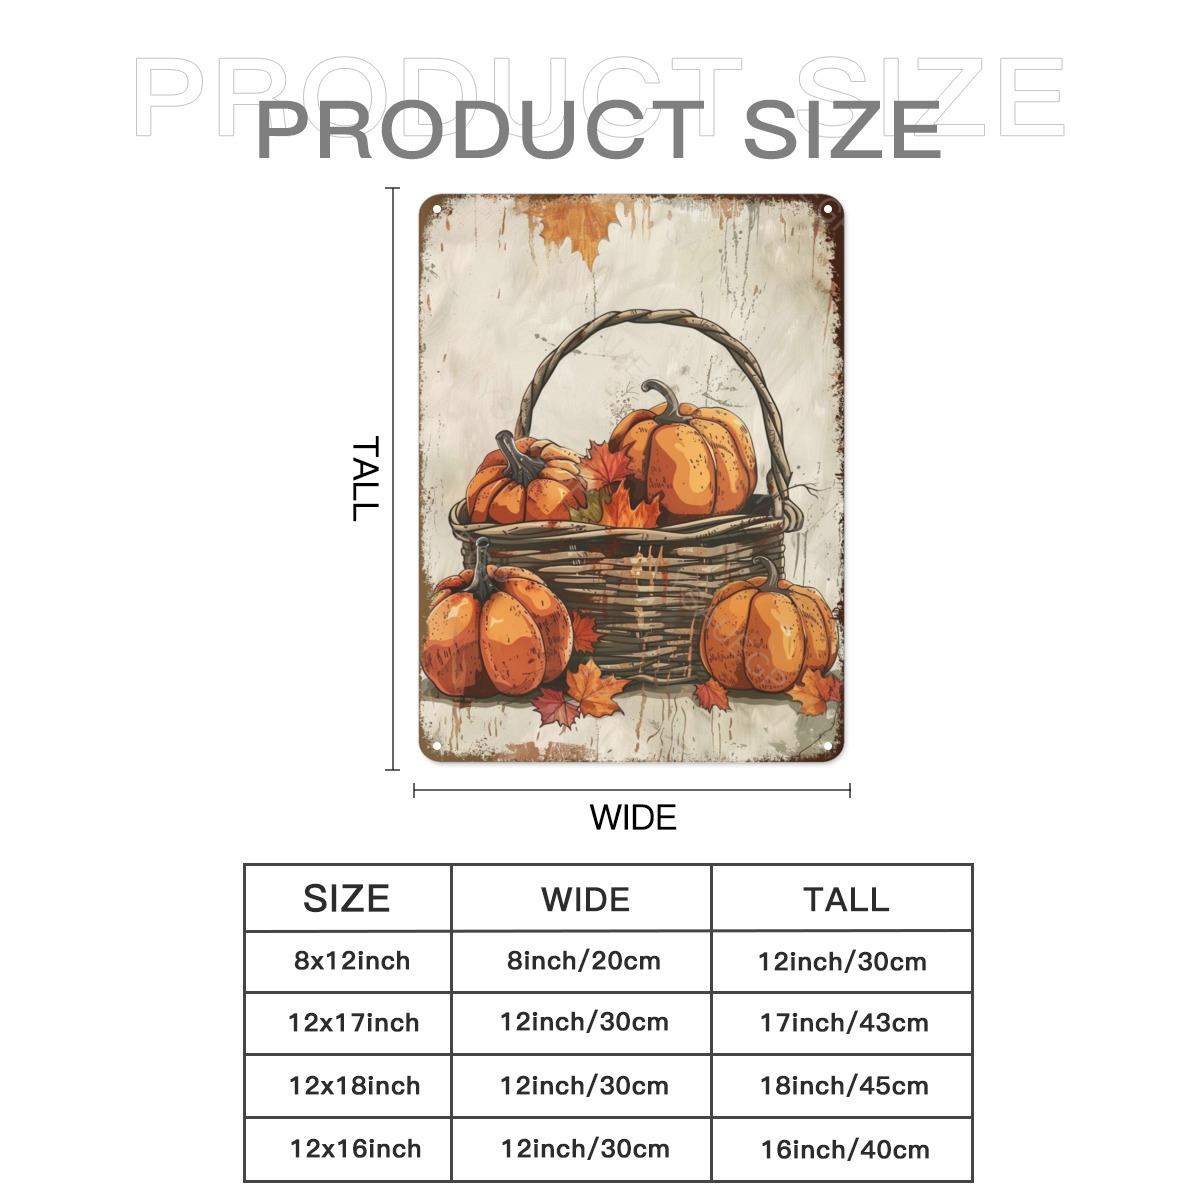 PRODUCT SIZE
PRODUCT SIZE
TALL
WIDE
SIZE WIDE TALL
8x12inch 8inch/20cm 12inch/30cm
12x17inch 12inch/30cm 17inch/43cm
12x18inch 12inch/30cm 18inch/45cm
12x16inch 12inch/30cm 16inch/40cm